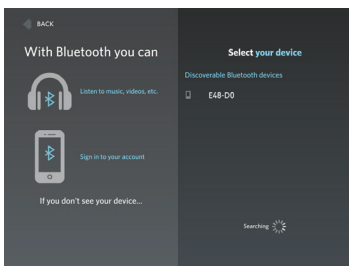 BACK
With Bluetooth you can
Listen to music, videos, etc.
Sign in to your account
If you don't see your device...
Select your device
Discoverable Bluetooth devices
E48-D0
Searching